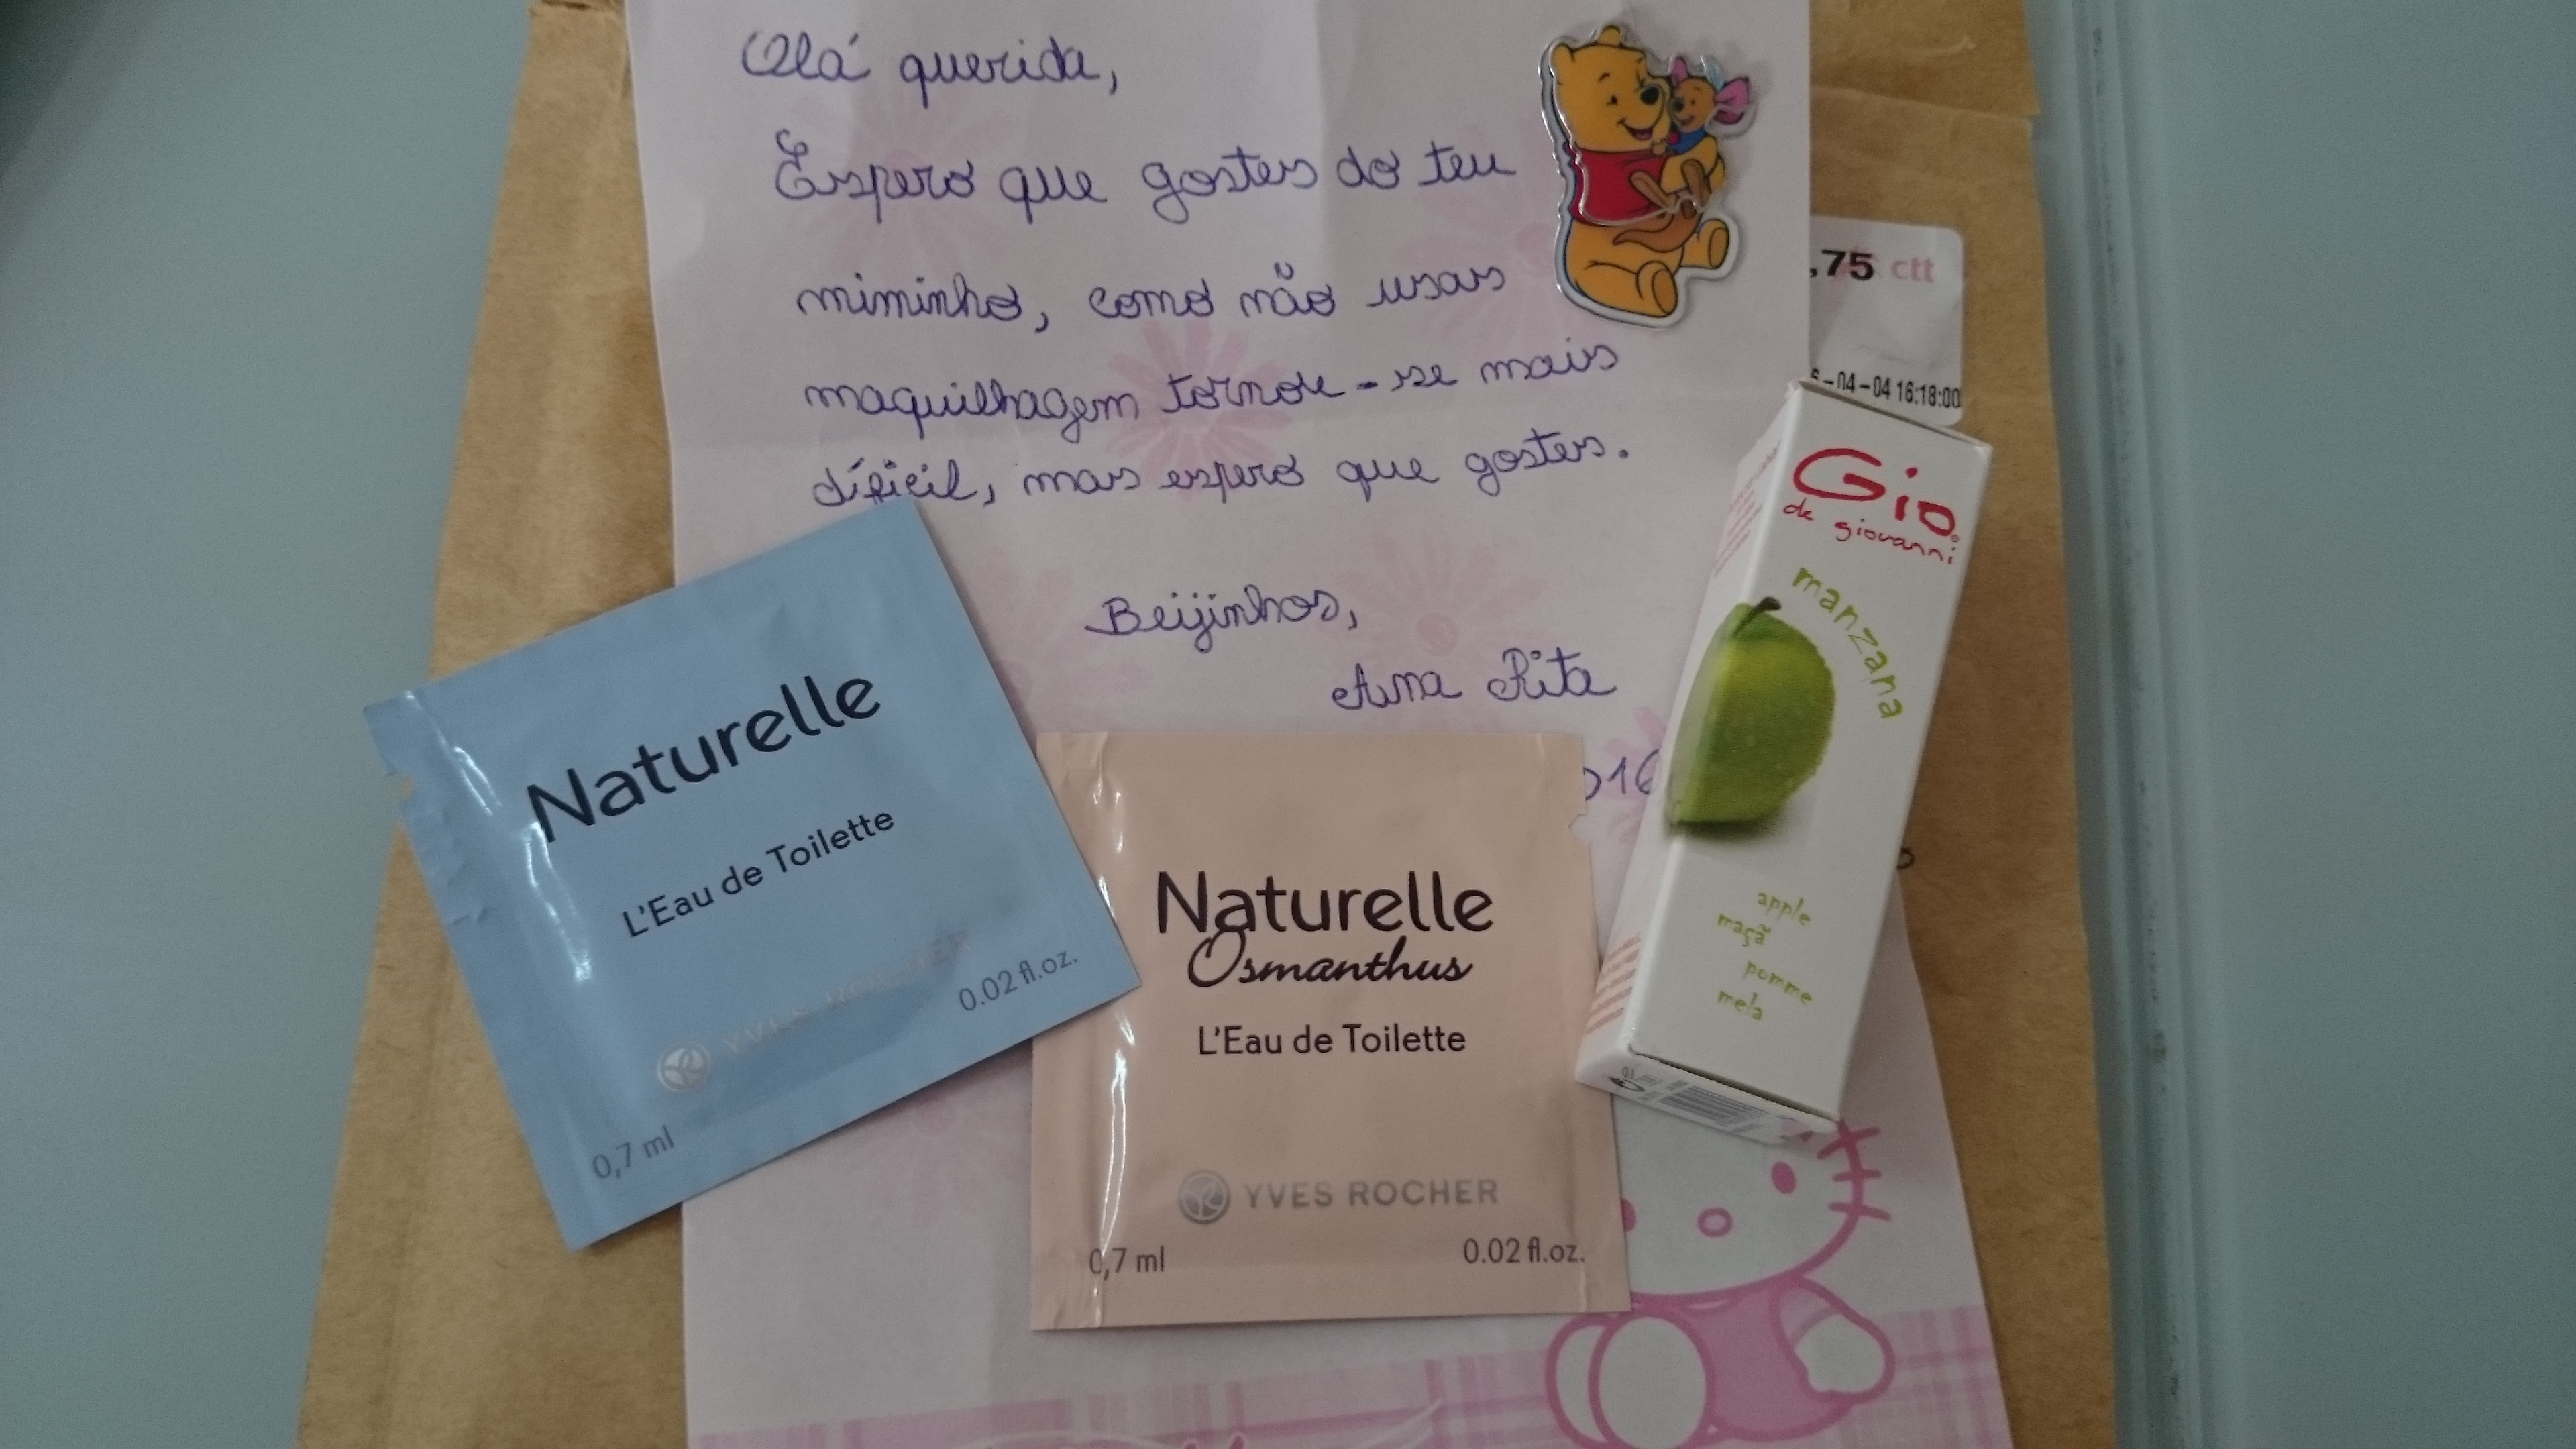 Olá querida,
Espero que gostes do teu
miminho, como não usas
maquilhagem tornou-se mais
difícil, mas espero que gostes.
Beijinhos,
Ana Rita
,75 ctt
-04-04 16:18:00
Gio
de giovanni
manzana
apple
maçã
pomme
mela
Naturelle
L'Eau de Toilette
YVES ROCHER
0,7 ml
0.02 fl.oz.
Naturelle
Osmanthus
L'Eau de Toilette
YVES ROCHER
0,7 ml
0.02 fl.oz.